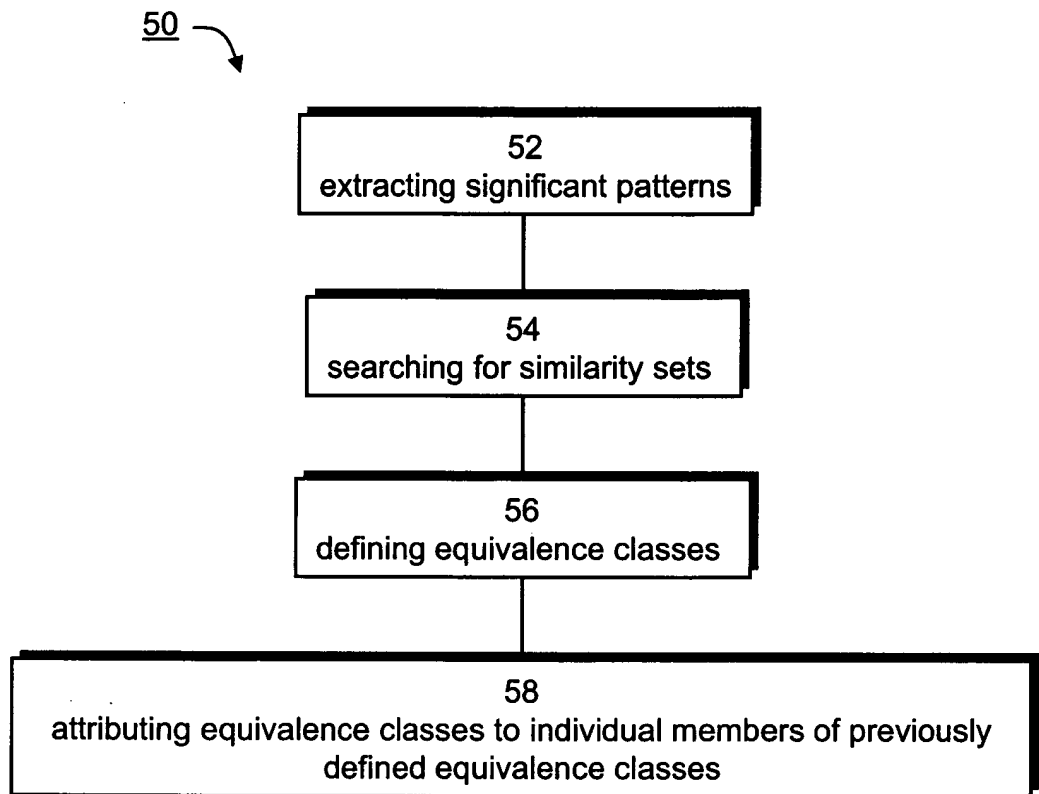 50
52
extracting significant patterns
54
searching for similarity sets
56
defining equivalence classes
58
attributing equivalence classes to individual members of previously
defined equivalence classes